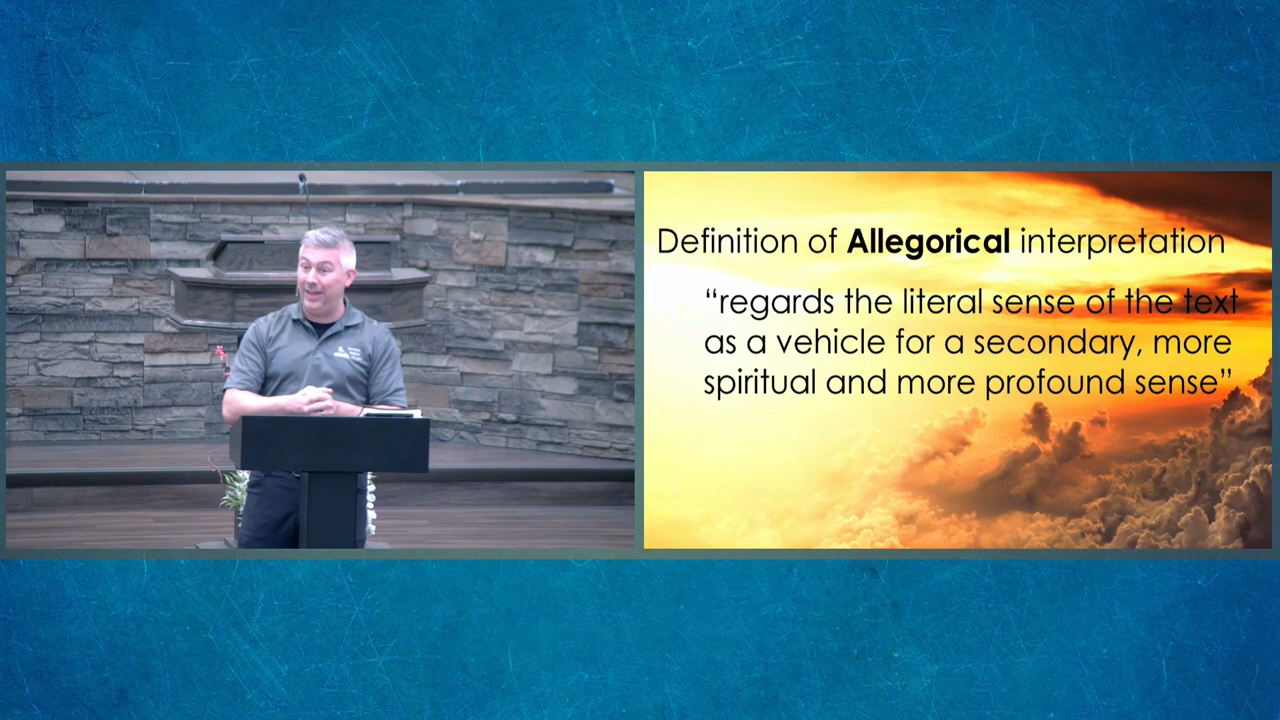 Definition of Allegorical interpretation
“regards the literal sense of the text
as a vehicle for a secondary, more
spiritual and more profound sense”